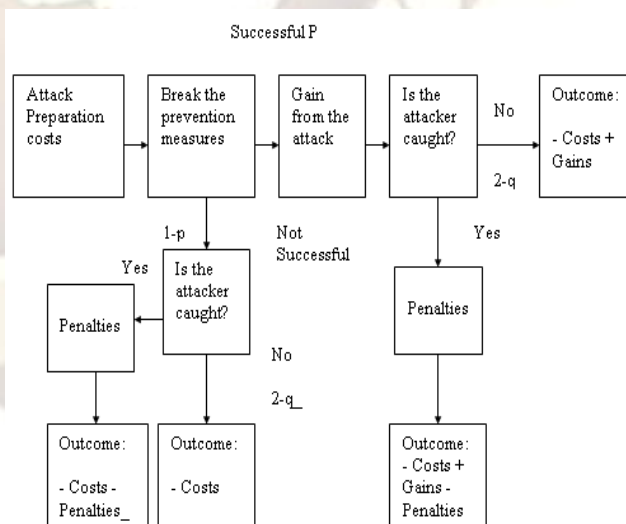 Successful P
Attack
Preparation
costs
Break the
prevention
measures
Gain
from the
attack
Is the
attacker
caught?
No
2-q
Outcome:
- Costs +
Gains
1-p
Not
Successful
Yes
Yes
Is the
attacker
caught?
Penalties
Penalties
No
2-q_
Outcome:
- Costs -
Penalties_
Outcome:
- Costs
Outcome:
- Costs +
Gains -
Penalties